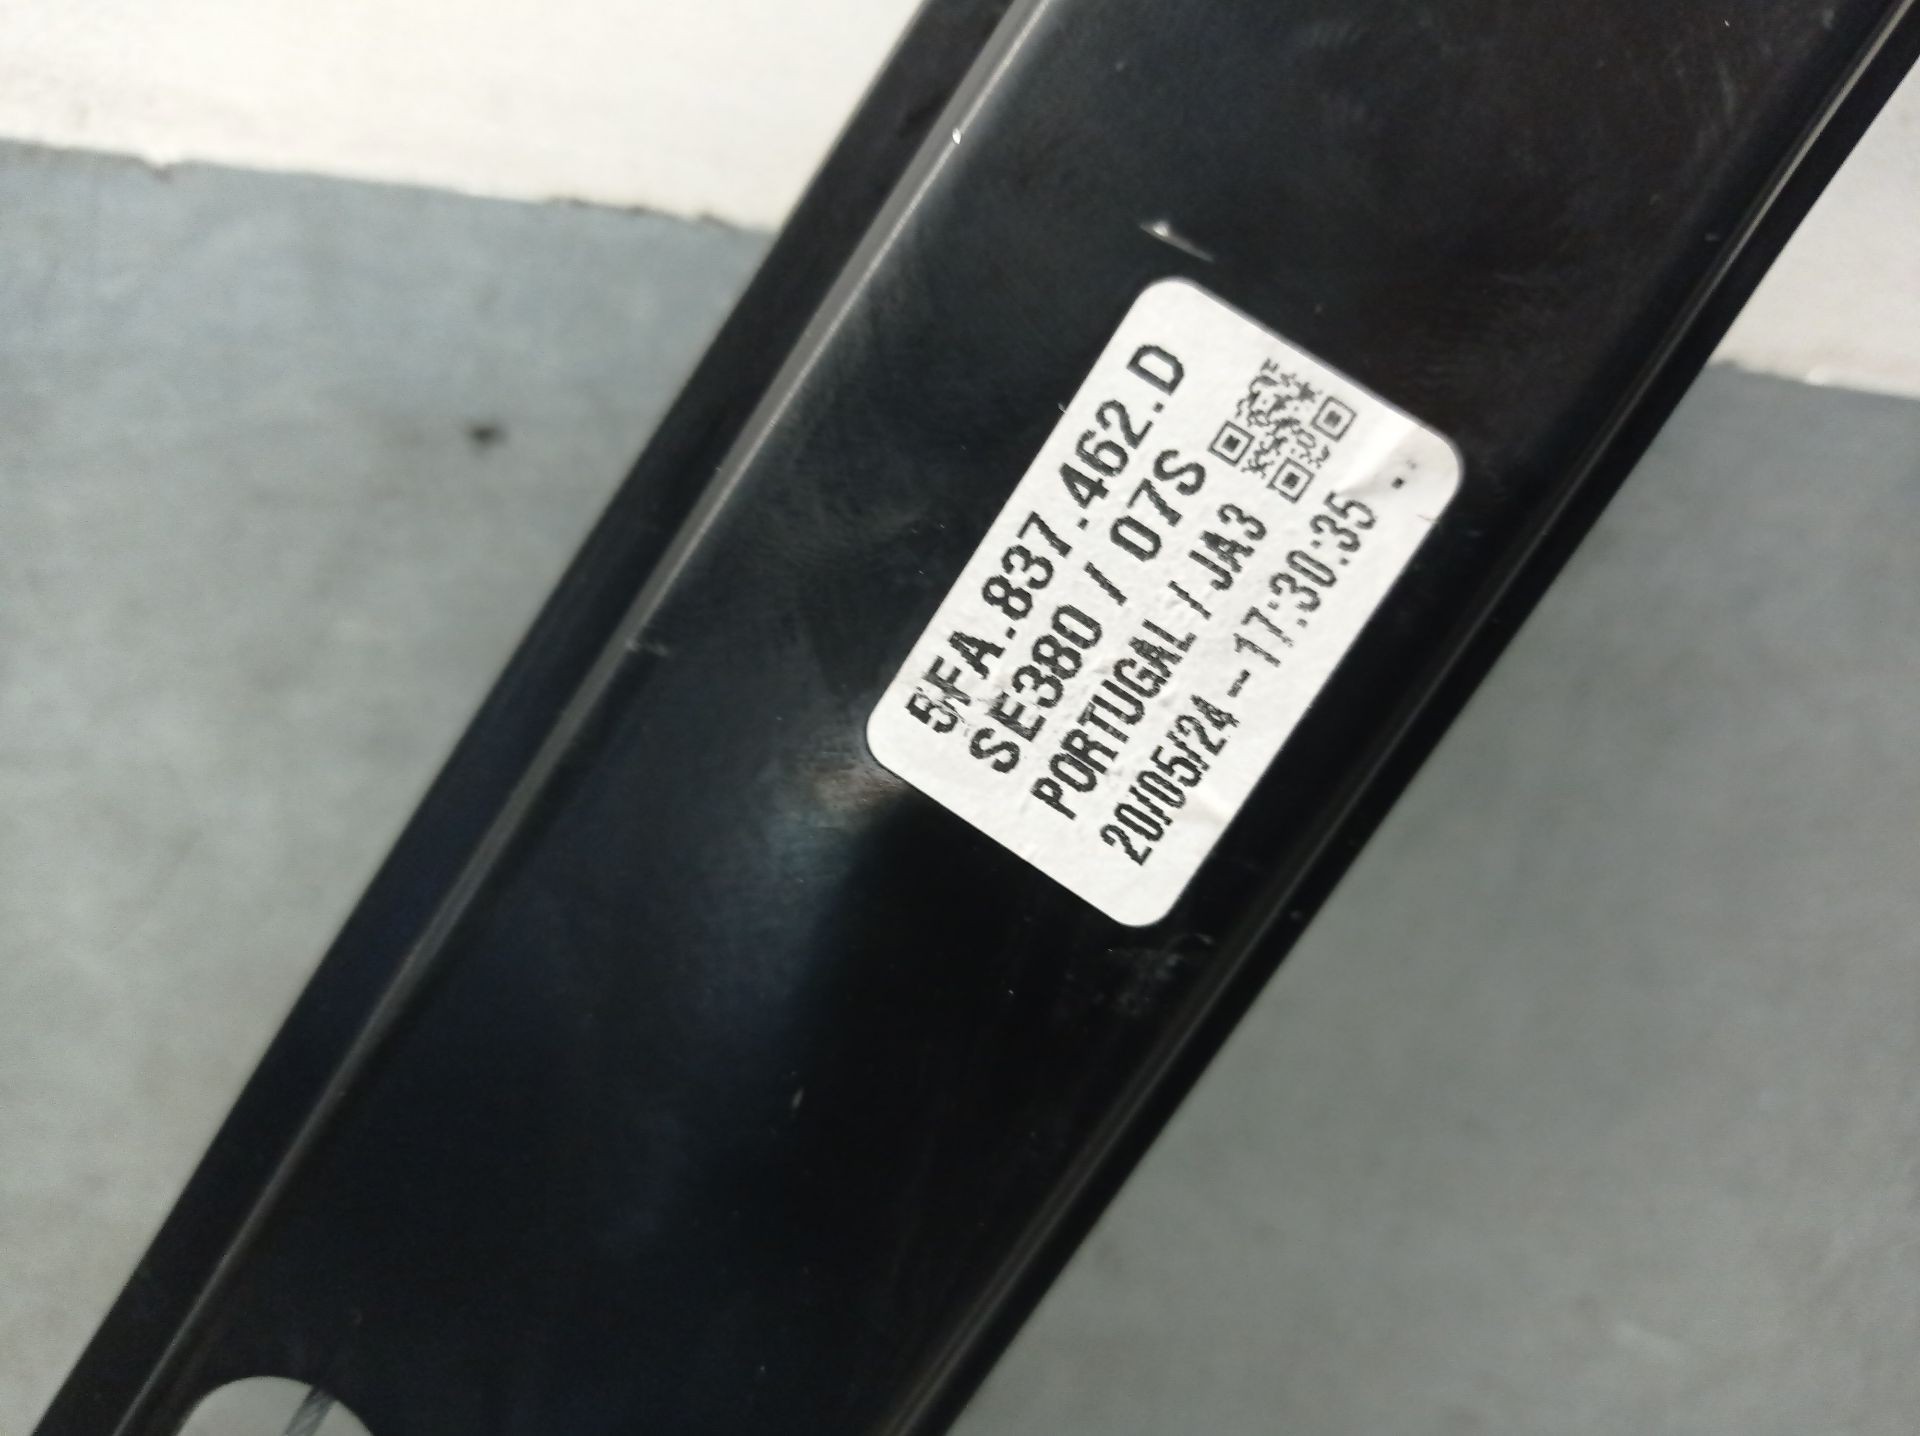 5FA.837.462.D
SE380 / 07S
PORTUGAL / JA3
20/05/24 - 17:30:35